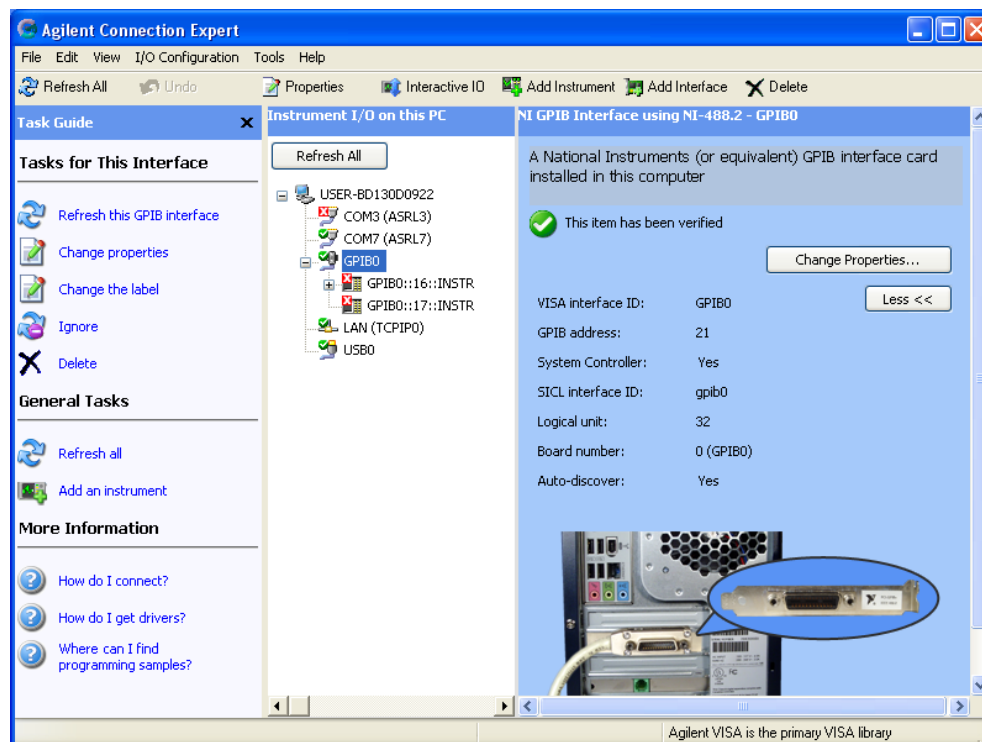 Agilent Connection Expert
File Edit View I/O Configuration Tools Help
Refresh All Undo Properties Interactive IO Add Instrument Add Interface Delete
Task Guide
Tasks for This Interface
Refresh this GPIB interface
Change properties
Change the label
Ignore
Delete
General Tasks
Refresh all
Add an instrument
More Information
How do I connect?
How do I get drivers?
Where can I find
programming samples?
Instrument I/O on this PC
Refresh All
USER-BD130D0922
COM3 (ASRL3)
COM7 (ASRL7)
GPIB0
GPIB0::16::INSTR
GPIB0::17::INSTR
LAN (TCPIP0)
USB0
NI GPIB Interface using NI-488.2 - GPIB0
A National Instruments (or equivalent) GPIB interface card
installed in this computer
This item has been verified
Change Properties...
Less <<
VISA interface ID: GPIB0
GPIB address: 21
System Controller: Yes
SICL interface ID: gpib0
Logical unit: 32
Board number: 0 (GPIB0)
Auto-discover: Yes
Agilent VISA is the primary VISA library